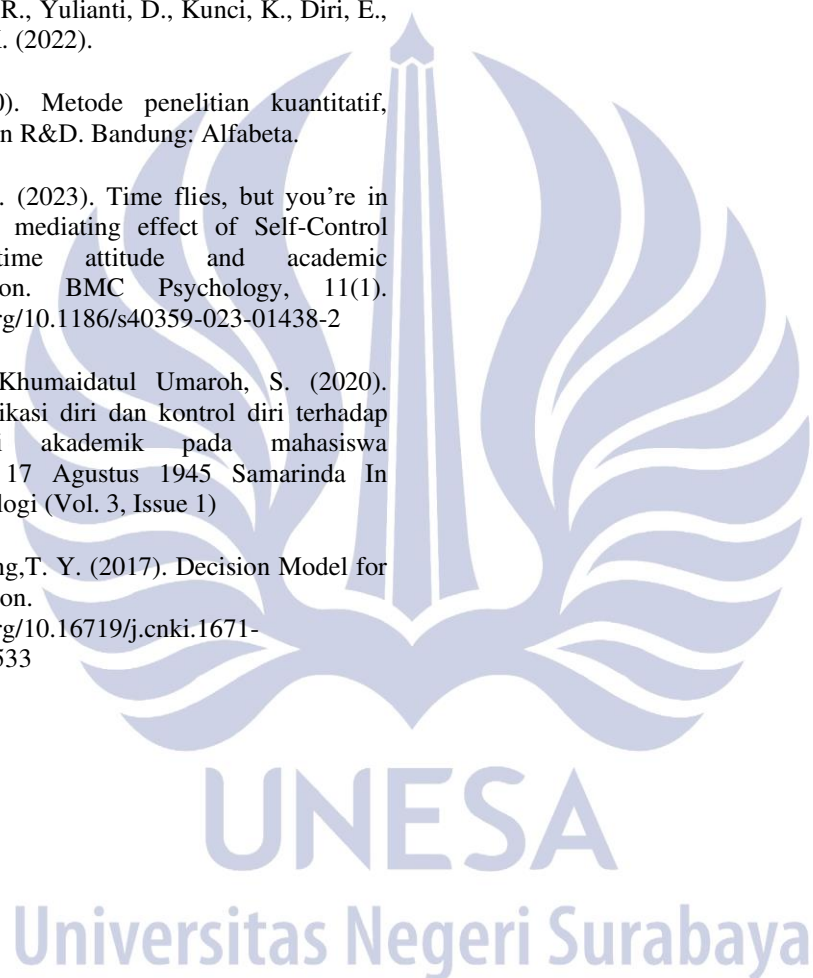 R., Yulianti, D., Kunci, K., Diri, E.,
. (2022).
0). Metode penelitian kuantitatif,
n R&D. Bandung: Alfabeta.
. (2023). Time flies, but you're in
mediating effect of Self-Control
time attitude and academic
on. BMC Psychology, 11(1).
rg/10.1186/s40359-023-01438-2
Khumaidatul Umaroh, S. (2020).
ikasi diri dan kontrol diri terhadap
i akademik pada mahasiswa
17 Agustus 1945 Samarinda In
logi (Vol. 3, Issue 1)
ng,T. Y. (2017). Decision Model for
on.
rg/10.16719/j.cnki.1671-
533
UNESA
Universitas Negeri Surabaya